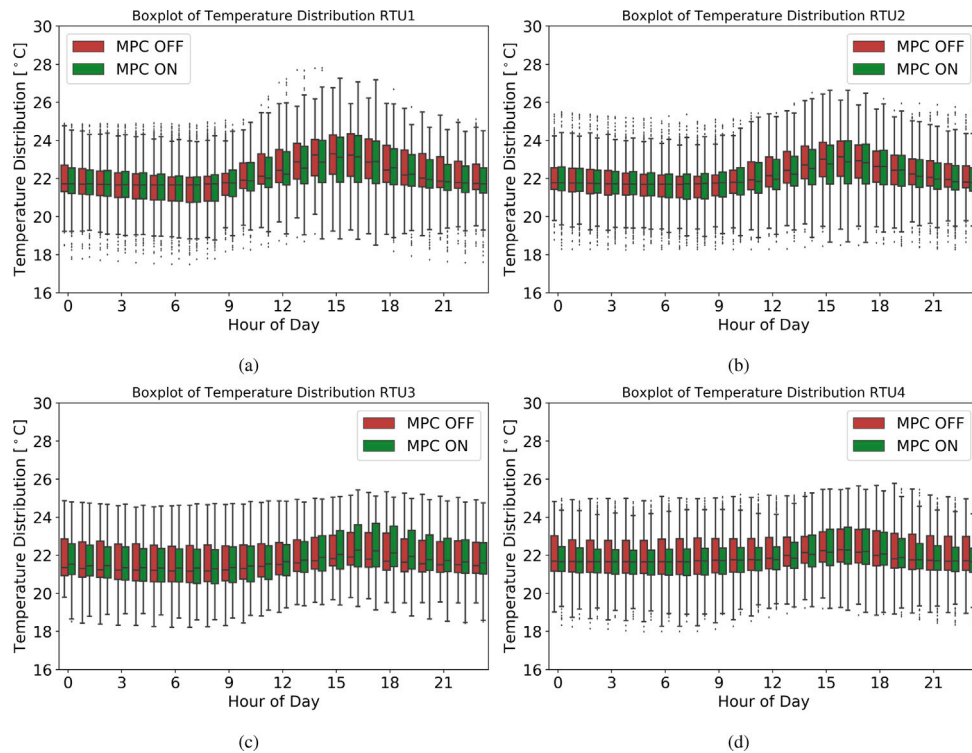 Boxplot of Temperature Distribution RTU1
Temperature Distribution [°C]
30
28
26
24
22
20
18
16
MPC OFF
MPC ON
0 3 6 9 12 15 18 21
Hour of Day
(a)
Boxplot of Temperature Distribution RTU2
Temperature Distribution [°C]
30
28
26
24
22
20
18
16
MPC OFF
MPC ON
0 3 6 9 12 15 18 21
Hour of Day
(b)
Boxplot of Temperature Distribution RTU3
Temperature Distribution [°C]
30
28
26
24
22
20
18
16
MPC OFF
MPC ON
0 3 6 9 12 15 18 21
Hour of Day
(c)
Boxplot of Temperature Distribution RTU4
Temperature Distribution [°C]
30
28
26
24
22
20
18
16
MPC OFF
MPC ON
0 3 6 9 12 15 18 21
Hour of Day
(d)